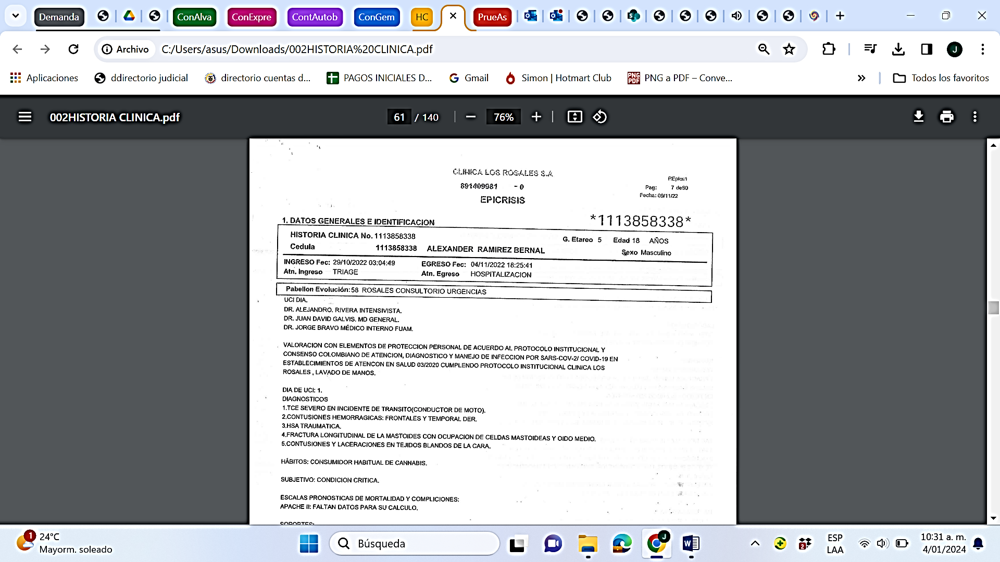 Demanda
ConAlva
ConExpre
ContAutob
ConGem
HC
PrueAs
Archivo
C:/Users/asus/Downloads/002HISTORIA%20CLINICA.pdf
J
Aplicaciones
ddirectorio judicial
directorio cuentas d...
PAGOS INICIALES D...
Gmail
Simon | Hotmart Club
PNG a PDF – Conve...
Todos los favoritos
002HISTORIA CLINICA.pdf
61 / 140
76%
CLINICA LOS ROSALES S.A
891409981 - 0
EPICRISIS
Pag: 7 de60
Fecha: 09/11/22
*1113858338*
1. DATOS GENERALES E IDENTIFICACION
HISTORIA CLINICA No. 1113858338
G. Etareo 5 Edad 18 AÑOS
Cedula 1113858338 ALEXANDER RAMIREZ BERNAL
Sexo Masculino
INGRESO Fec: 29/10/2022 03:04:49 EGRESO Fec: 04/11/2022 18:25:41
Atn. Ingreso TRIAGE Atn. Egreso HOSPITALIZACION
Pabellon Evolución: 58 ROSALES CONSULTORIO URGENCIAS
UCI DIA.
DR. ALEJANDRO. RIVERA INTENSIVISTA.
DR. JUAN DAVID GALVIS. MD GENERAL.
DR. JORGE BRAVO MÉDICO INTERNO FUAM.
VALORACION CON ELEMENTOS DE PROTECCION PERSONAL DE ACUERDO AL PROTOCOLO INSTITUCIONAL Y
CONSENSO COLOMBIANO DE ATENCION, DIAGNOSTICO Y MANEJO DE INFECCION POR SARS-COV-2/ COVID-19 EN
ESTABLECIMIENTOS DE ATENCON EN SALUD 03/2020 CUMPLENDO PROTOCOLO INSTITUCIONAL CLINICA LOS
ROSALES , LAVADO DE MANOS.
DIA DE UCI: 1.
DIAGNOSTICOS
1.TCE SEVERO EN INCIDENTE DE TRANSITO(CONDUCTOR DE MOTO).
2.CONTUSIONES HEMORRAGICAS: FRONTALES Y TEMPORAL DER.
3.HSA TRAUMATICA.
4.FRACTURA LONGITUDINAL DE LA MASTOIDES CON OCUPACION DE CELDAS MASTOIDEAS Y OIDO MEDIO.
5.CONTUSIONES Y LACERACIONES EN TEJIDOS BLANDOS DE LA CARA.
HÁBITOS: CONSUMIDOR HABITUAL DE CANNABIS.
SUBJETIVO: CONDICION CRITICA.
ESCALAS PRONOSTICAS DE MORTALIDAD Y COMPLICIONES:
APACHE II: FALTAN DATOS PARA SU CALCULO.
SOPORTES:
1
24°C
Mayorm. soleado
Búsqueda
ESP
LAA
10:31 a. m.
4/01/2024